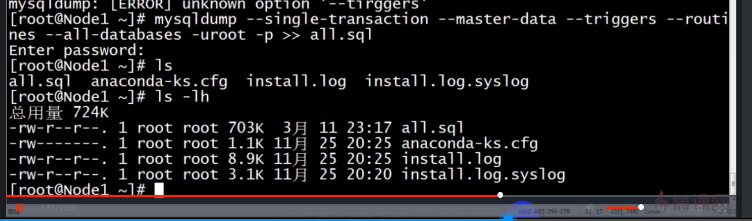 mysqldump: [ERROR] unknown option '--tirggers'
[root@Node1 ~]# mysqldump --single-transaction --master-data --triggers --routi
nes --all-databases -uroot -p >> all.sql
Enter password:
[root@Node1 ~]# ls
all.sql  anaconda-ks.cfg  install.log  install.log.syslog
[root@Node1 ~]# ls -lh
总用量 724K
-rw-r--r--. 1 root root 703K  3月 11 23:17 all.sql
-rw-------. 1 root root 1.1K 11月 25 20:25 anaconda-ks.cfg
-rw-r--r--. 1 root root 8.9K 11月 25 20:25 install.log
-rw-r--r--. 1 root root 3.1K 11月 25 20:20 install.log.syslog
[root@Node1 ~]#